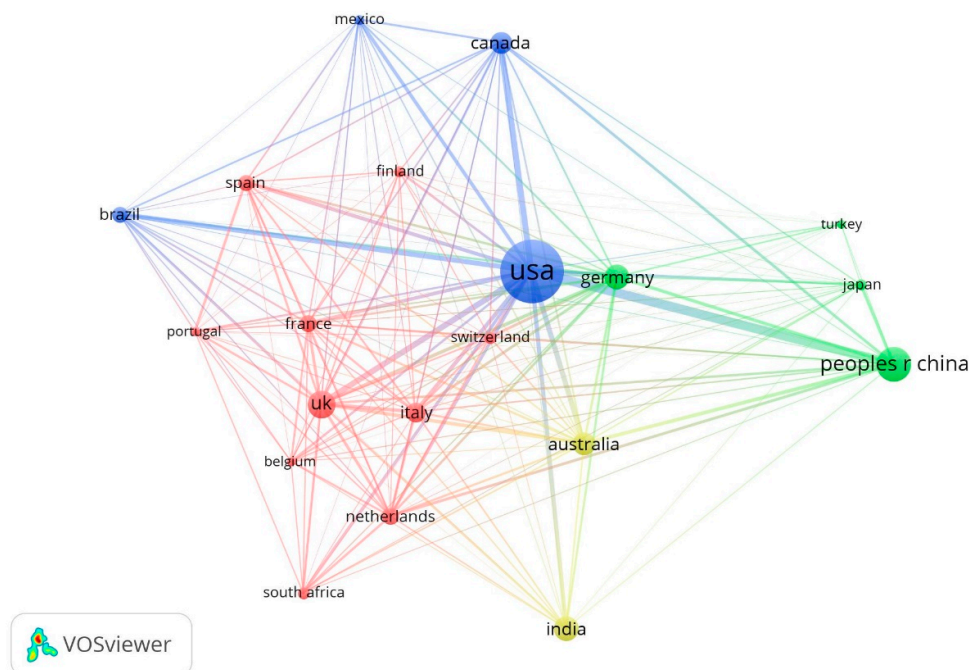 mexico
canada
finland
spain
brazil
turkey
usa
germany
japan
portugal
france
switzerland
peoples r china
uk
italy
australia
belgium
netherlands
south africa
india
VOSviewer